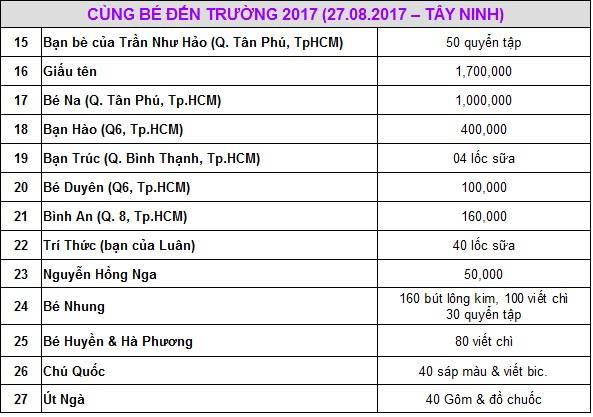 CÙNG BÉ ĐẾN TRƯỜNG 2017 (27.08.2017 – TÂY NINH)
15 Bạn bè của Trần Như Hảo (Q. Tân Phú, TpHCM) 50 quyển tập
16 Giấu tên 1,700,000
17 Bé Na (Q. Tân Phú, Tp.HCM) 1,000,000
18 Bạn Hào (Q6, Tp.HCM) 400,000
19 Bạn Trúc (Q. Bình Thạnh, Tp.HCM) 04 lốc sữa
20 Bé Duyên (Q6, Tp.HCM) 100,000
21 Bình An (Q. 8, Tp.HCM) 160,000
22 Trí Thức (bạn của Luân) 40 lốc sữa
23 Nguyễn Hồng Nga 50,000
24 Bé Nhung 160 bút lông kim, 100 viết chì
30 quyển tập
25 Bé Huyền & Hà Phương 80 viết chì
26 Chú Quốc 40 sáp màu & viết bic.
27 Út Ngà 40 Gôm & đồ chuốc